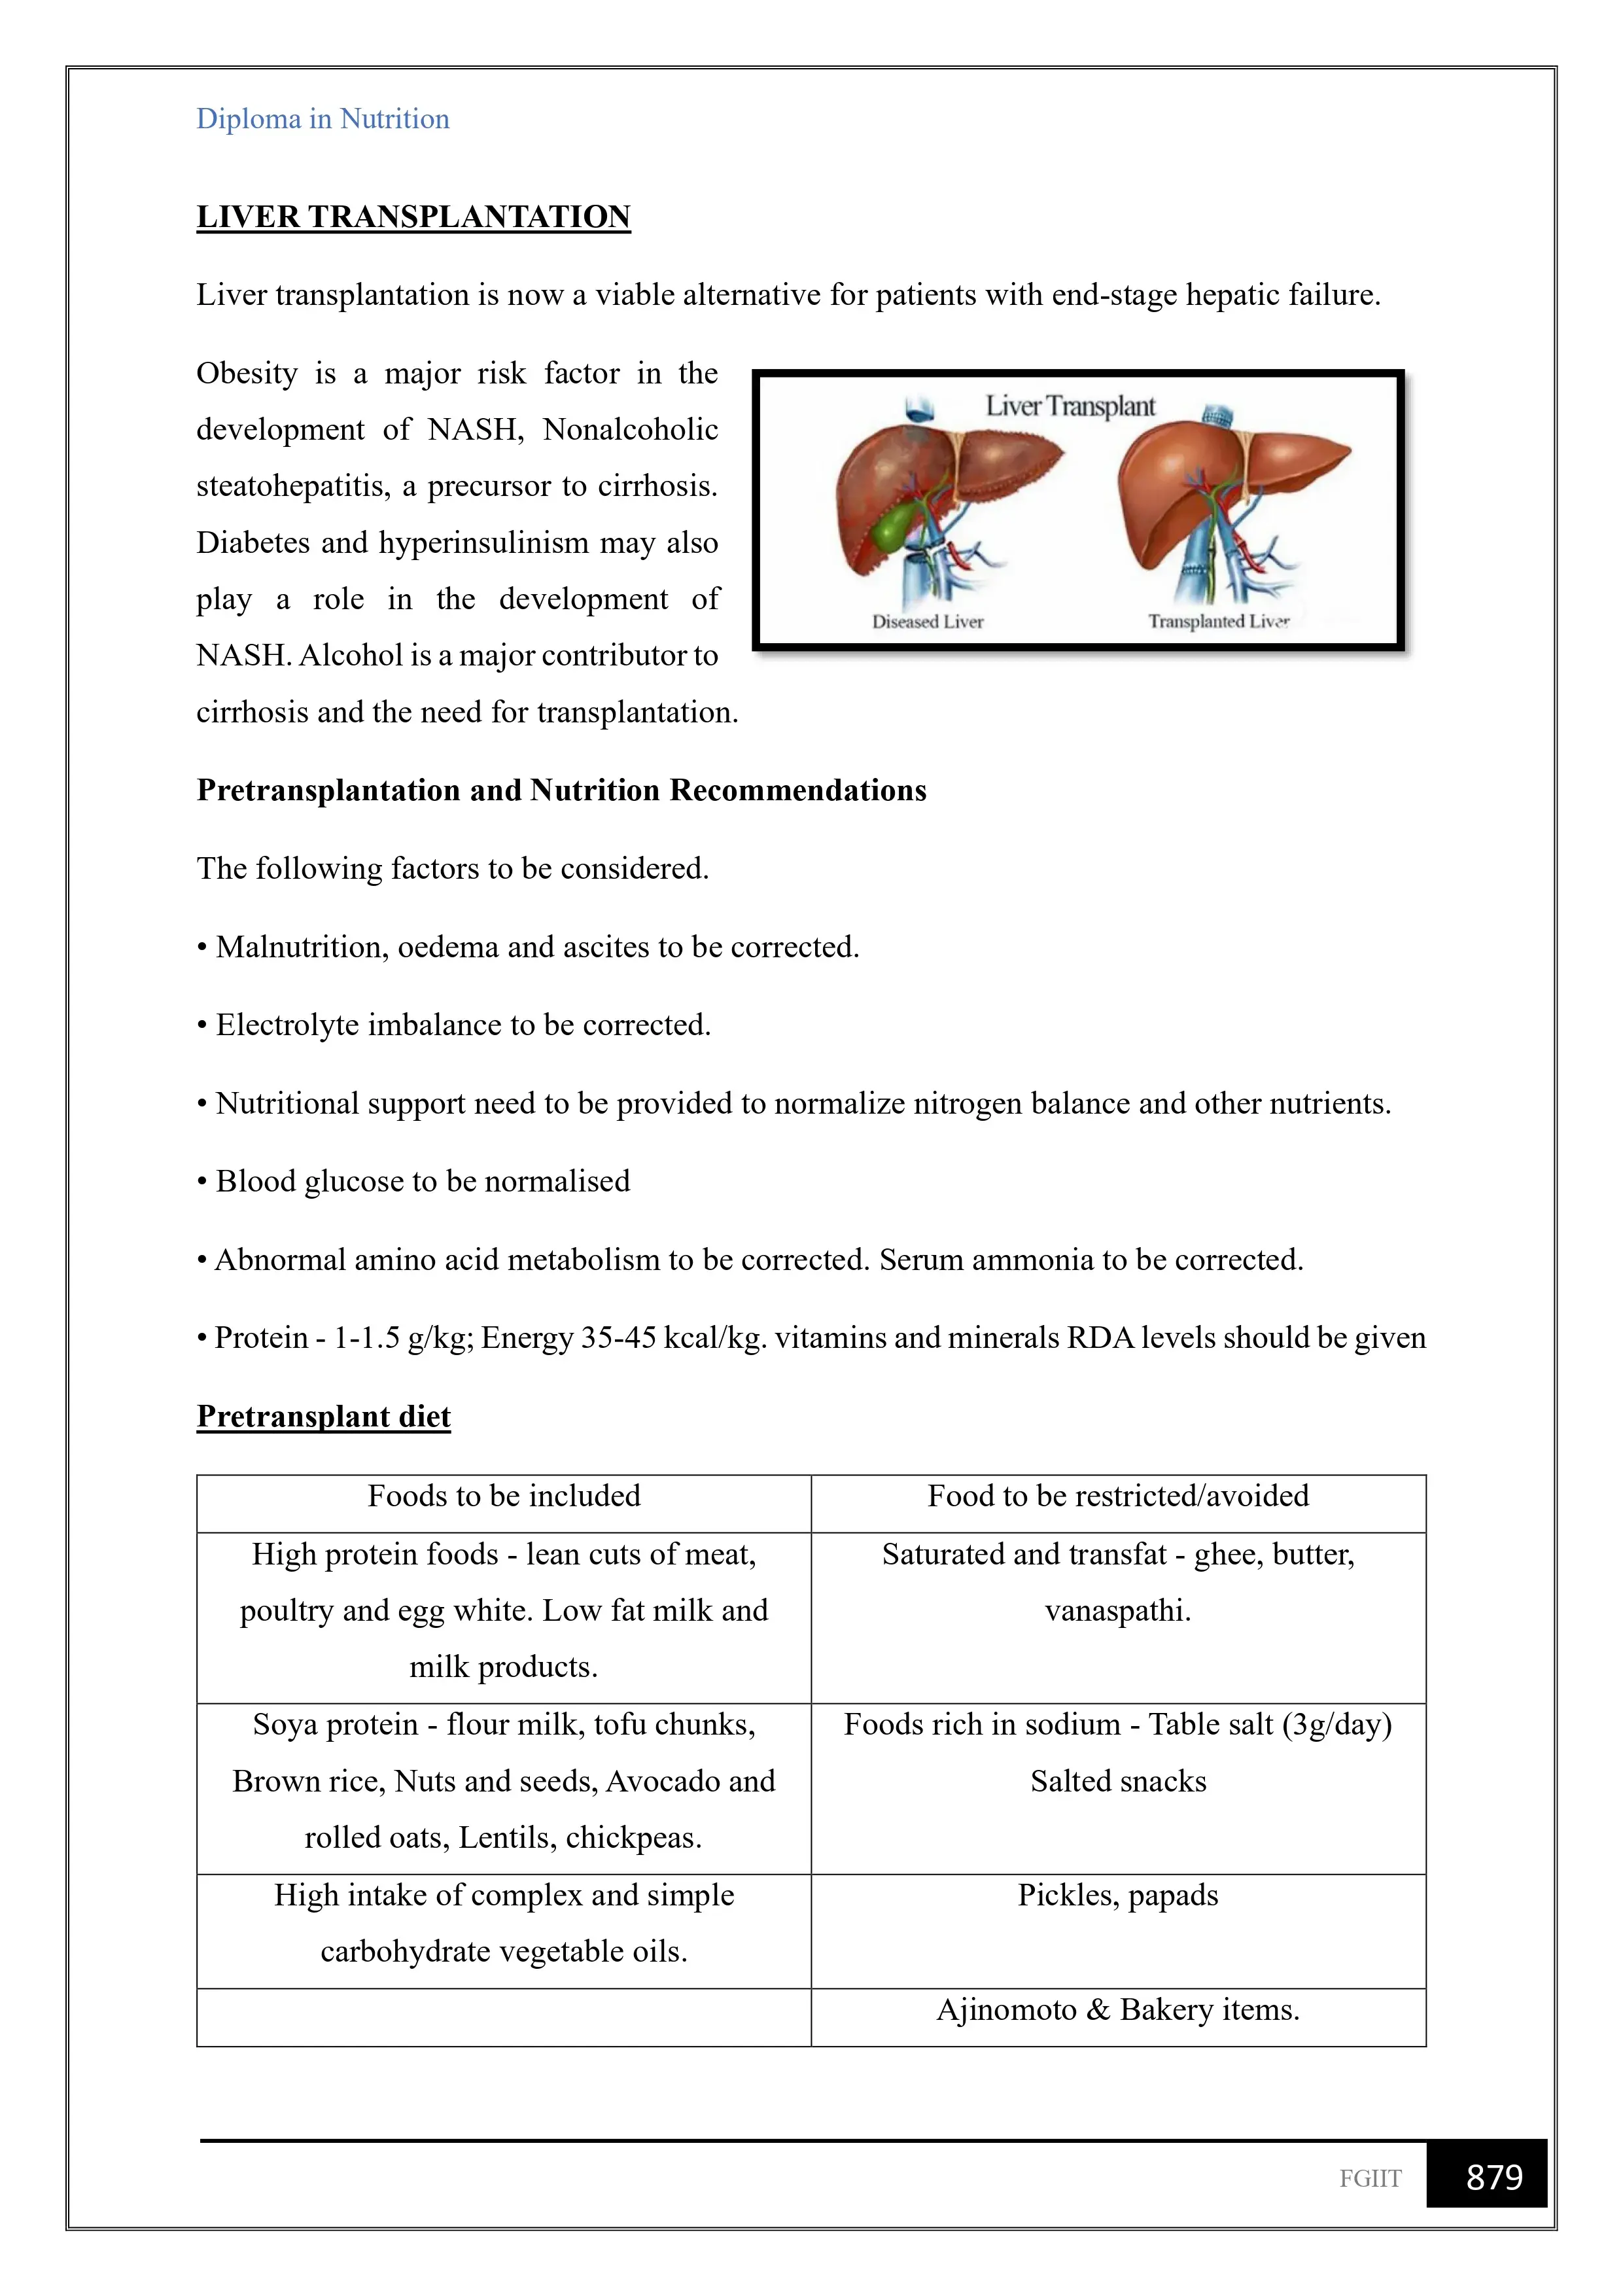 Diploma in Nutrition
LIVER TRANSPLANTATION
Liver transplantation is now a viable alternative for patients with end-stage hepatic failure.
Obesity is a major risk factor in the
development of NASH, Nonalcoholic
steatohepatitis, a precursor to cirrhosis.
Diabetes and hyperinsulinism may also
play a role in the development of
NASH. Alcohol is a major contributor to
cirrhosis and the need for transplantation.
Liver Transplant
Diseased Liver
Transplanted Liver
Pretransplantation and Nutrition Recommendations
The following factors to be considered.
• Malnutrition, oedema and ascites to be corrected.
• Electrolyte imbalance to be corrected.
• Nutritional support need to be provided to normalize nitrogen balance and other nutrients.
• Blood glucose to be normalised
• Abnormal amino acid metabolism to be corrected. Serum ammonia to be corrected.
• Protein - 1-1.5 g/kg; Energy 35-45 kcal/kg. vitamins and minerals RDA levels should be given
Pretransplant diet
Foods to be included
Food to be restricted/avoided
High protein foods - lean cuts of meat,
poultry and egg white. Low fat milk and
milk products.
Saturated and transfat - ghee, butter,
vanaspathi.
Soya protein - flour milk, tofu chunks,
Brown rice, Nuts and seeds, Avocado and
rolled oats, Lentils, chickpeas.
Foods rich in sodium - Table salt (3g/day)
Salted snacks
High intake of complex and simple
carbohydrate vegetable oils.
Pickles, papads
Ajinomoto & Bakery items.
FGIIT
879